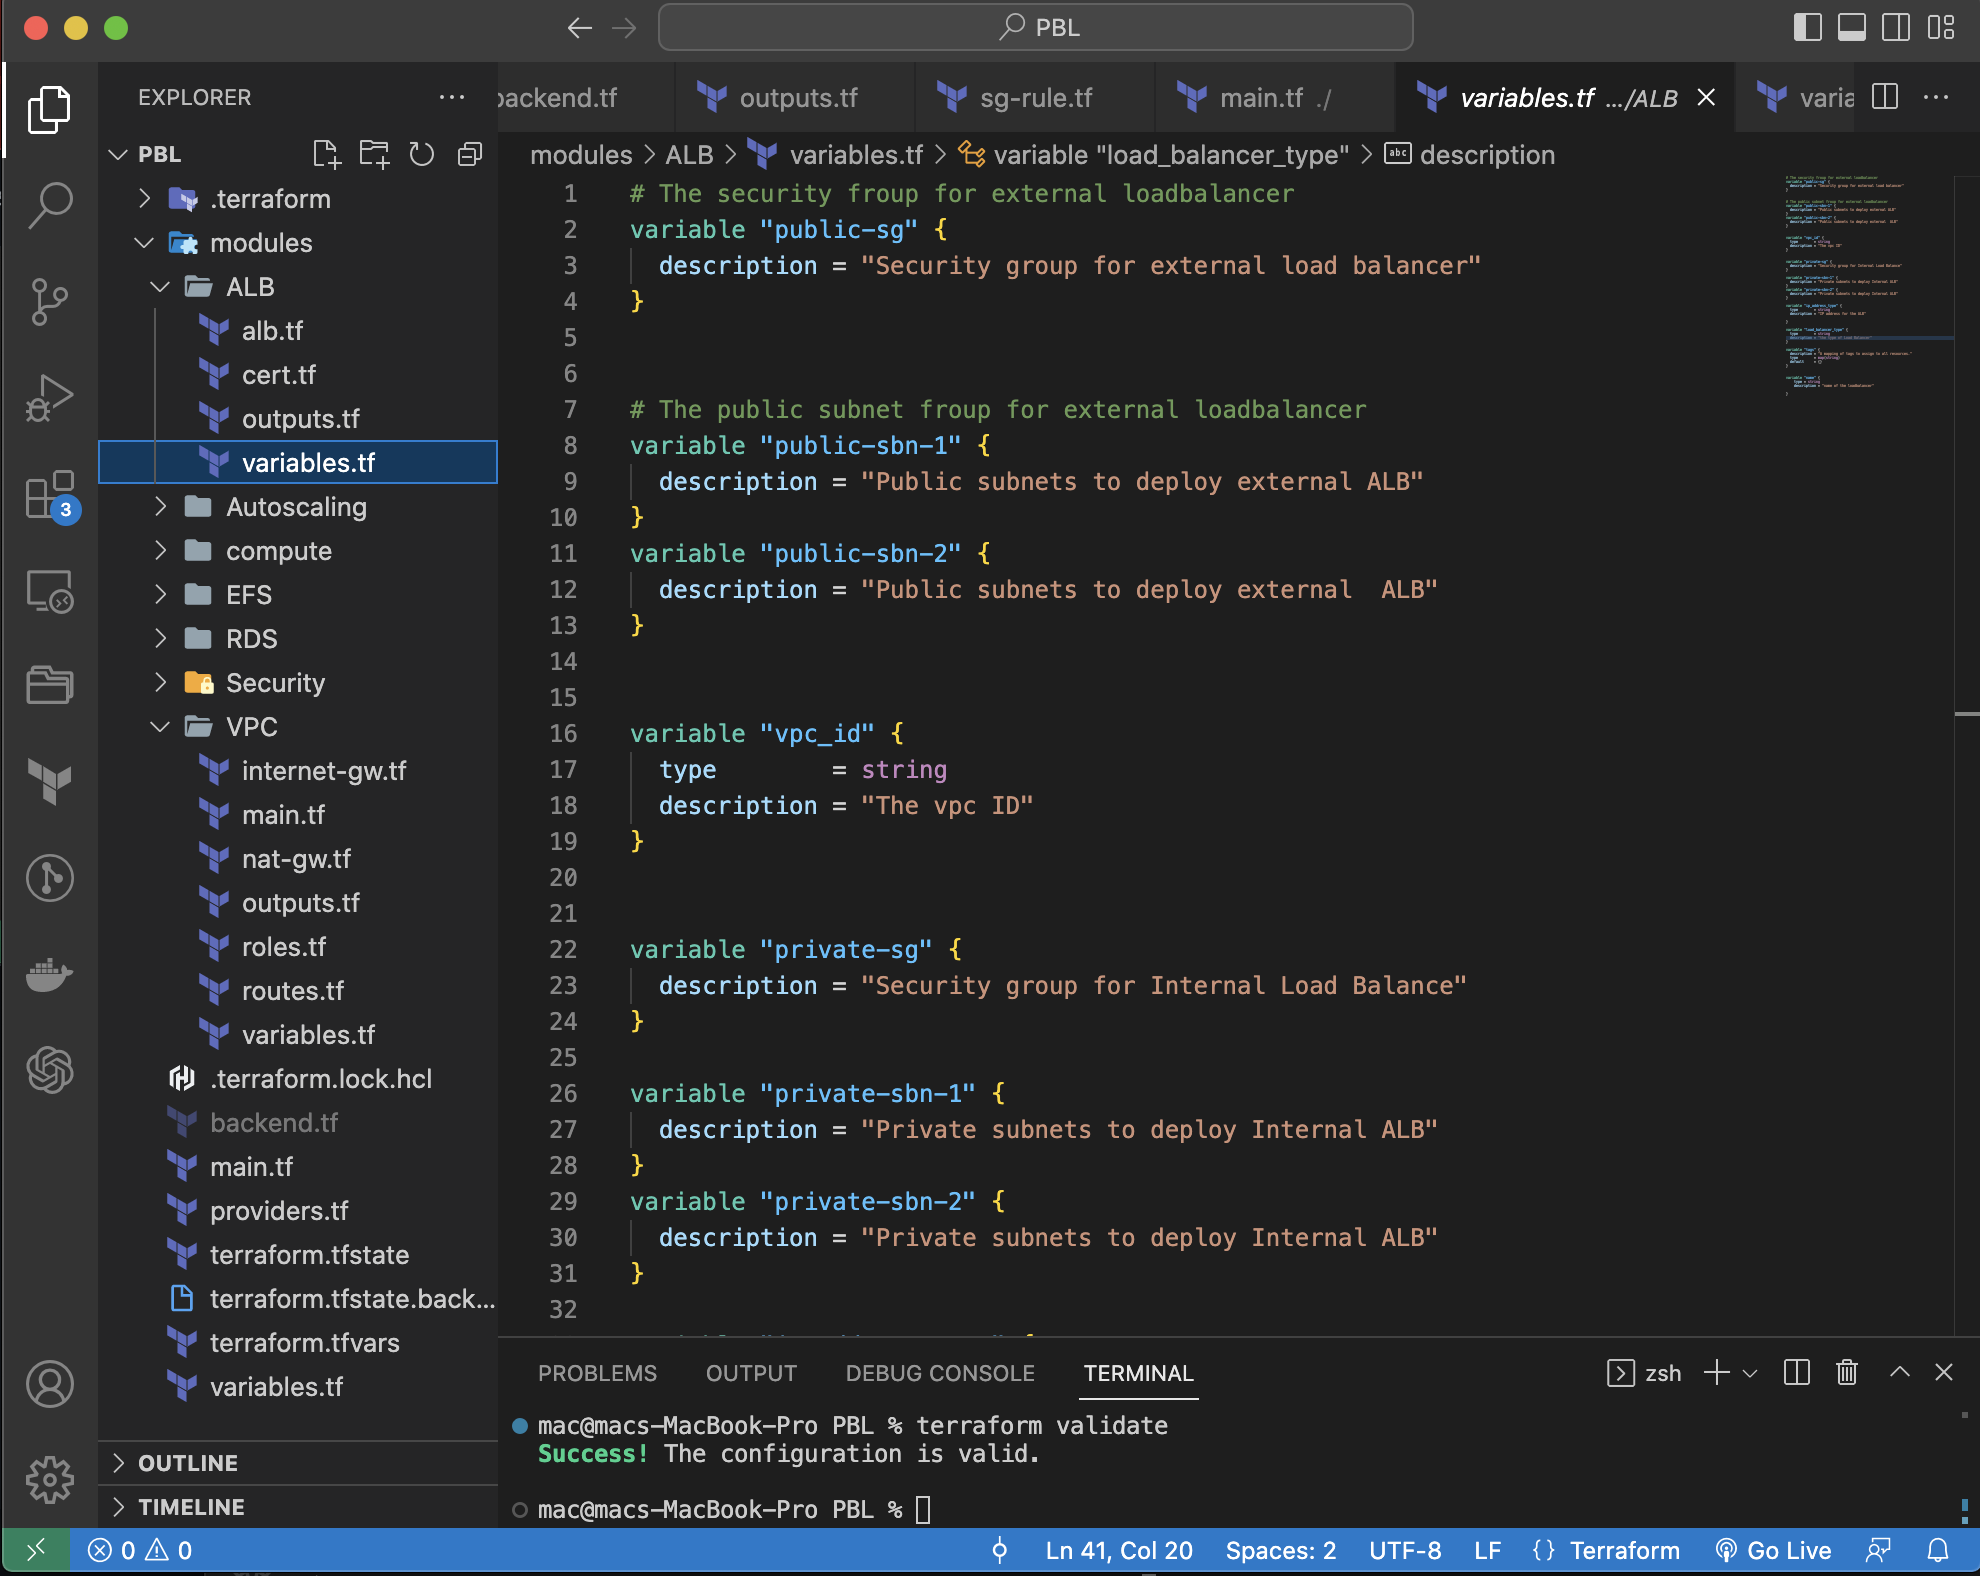 PBL
EXPLORER
backend.tf
outputs.tf
sg-rule.tf
main.tf ./
variables.tf .../ALB
varia
modules > ALB > variables.tf > variable "load_balancer_type" > abc description
PBL
.terraform
modules
ALB
alb.tf
cert.tf
outputs.tf
variables.tf
Autoscaling
compute
EFS
RDS
Security
VPC
internet-gw.tf
main.tf
nat-gw.tf
outputs.tf
roles.tf
routes.tf
variables.tf
.terraform.lock.hcl
backend.tf
main.tf
providers.tf
terraform.tfstate
terraform.tfstate.back...
terraform.tfvars
variables.tf
OUTLINE
TIMELINE
3
1 # The security froup for external loadbalancer
2 variable "public-sg" {
3 description = "Security group for external load balancer"
4 }
5
6
7 # The public subnet froup for external loadbalancer
8 variable "public-sbn-1" {
9 description = "Public subnets to deploy external ALB"
10 }
11 variable "public-sbn-2" {
12 description = "Public subnets to deploy external  ALB"
13 }
14
15
16 variable "vpc_id" {
17 type        = string
18 description = "The vpc ID"
19 }
20
21
22 variable "private-sg" {
23 description = "Security group for Internal Load Balance"
24 }
25
26 variable "private-sbn-1" {
27 description = "Private subnets to deploy Internal ALB"
28 }
29 variable "private-sbn-2" {
30 description = "Private subnets to deploy Internal ALB"
31 }
32
PROBLEMS
OUTPUT
DEBUG CONSOLE
TERMINAL
zsh
mac@macs-MacBook-Pro PBL % terraform validate
Success! The configuration is valid.
mac@macs-MacBook-Pro PBL %
0 0
Ln 41, Col 20
Spaces: 2
UTF-8
LF
{} Terraform
Go Live